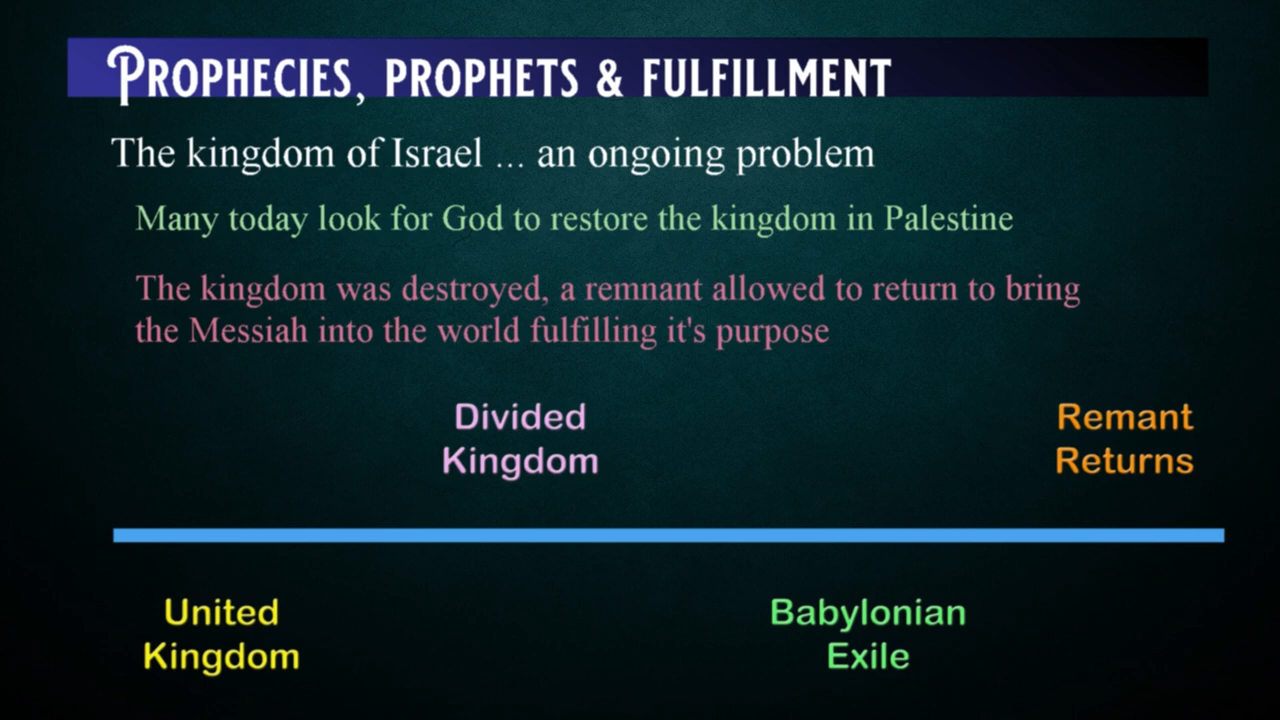 PROPHECIES, PROPHETS & FULFILLMENT
The kingdom of Israel ... an ongoing problem
Many today look for God to restore the kingdom in Palestine
The kingdom was destroyed, a remnant allowed to return to bring
the Messiah into the world fulfilling it's purpose
Divided
Kingdom
Remant
Returns
United
Kingdom
Babylonian
Exile